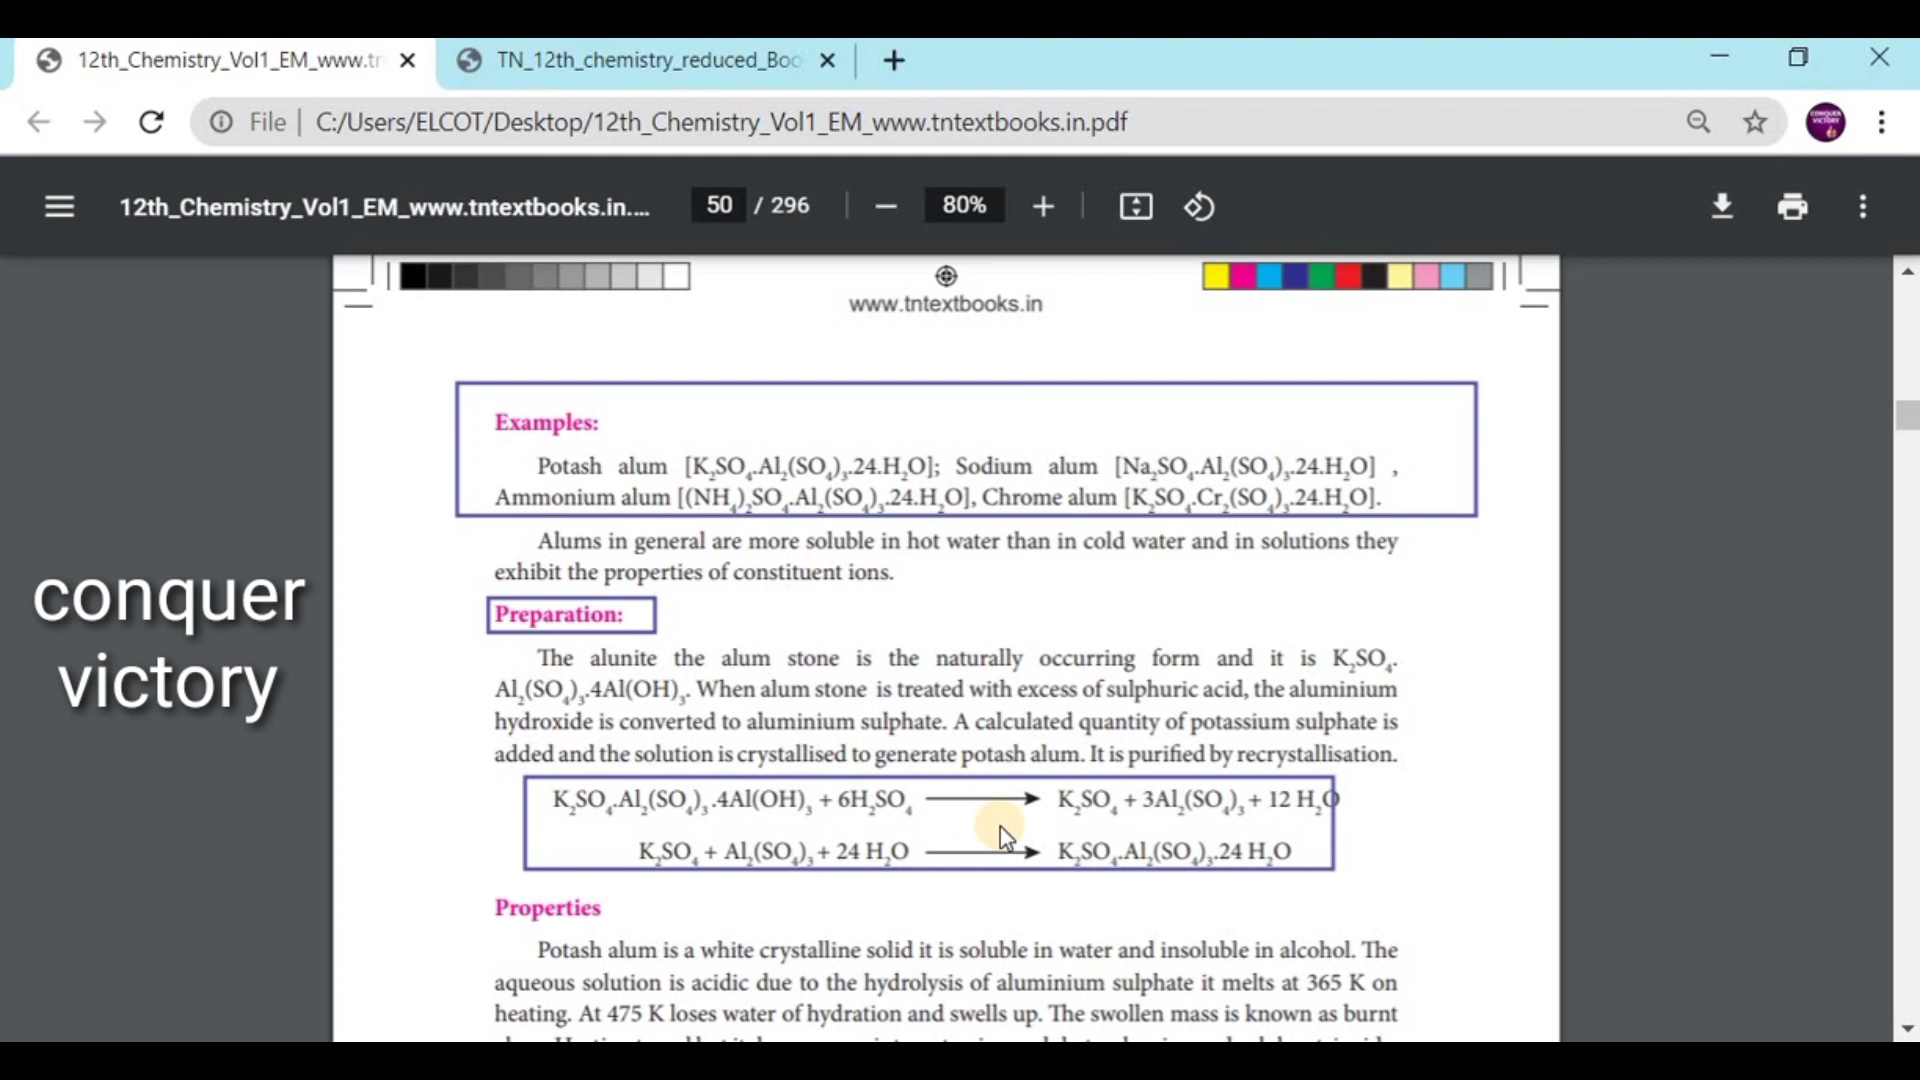 12th_Chemistry_Vol1_EM_www.tn
TN_12th_chemistry_reduced_Boo
File | C:/Users/ELCOT/Desktop/12th_Chemistry_Vol1_EM_www.tntextbooks.in.pdf
CONQUER
VICTORY
12th_Chemistry_Vol1_EM_www.tntextbooks.in....
50 / 296
80%
www.tntextbooks.in
Examples:
Potash alum [K₂SO₄.Al₂(SO₄)₃.24.H₂O]; Sodium alum [Na₂SO₄.Al₂(SO₄)₃.24.H₂O] ,
Ammonium alum [(NH₄)₂SO₄.Al₂(SO₄)₃.24.H₂O], Chrome alum [K₂SO₄.Cr₂(SO₄)₃.24.H₂O].
Alums in general are more soluble in hot water than in cold water and in solutions they
exhibit the properties of constituent ions.
conquer
victory
Preparation:
The alunite the alum stone is the naturally occurring form and it is K₂SO₄.
Al₂(SO₄)₃.4Al(OH)₃. When alum stone is treated with excess of sulphuric acid, the aluminium
hydroxide is converted to aluminium sulphate. A calculated quantity of potassium sulphate is
added and the solution is crystallised to generate potash alum. It is purified by recrystallisation.
K₂SO₄.Al₂(SO₄)₃.4Al(OH)₃ + 6H₂SO₄ ⟶ K₂SO₄ + 3Al₂(SO₄)₃ + 12 H₂O
K₂SO₄ + Al₂(SO₄)₃ + 24 H₂O ⟶ K₂SO₄.Al₂(SO₄)₃.24 H₂O
Properties
Potash alum is a white crystalline solid it is soluble in water and insoluble in alcohol. The
aqueous solution is acidic due to the hydrolysis of aluminium sulphate it melts at 365 K on
heating. At 475 K loses water of hydration and swells up. The swollen mass is known as burnt